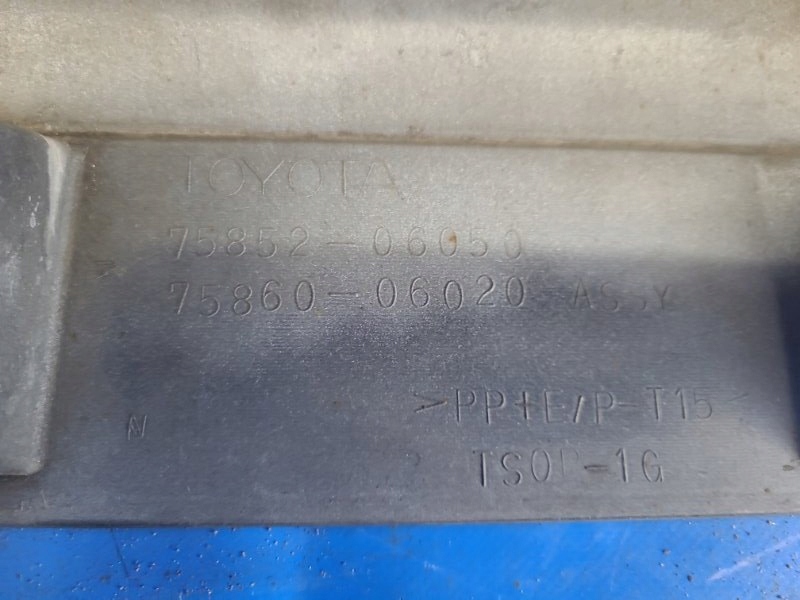 TOYOTA
75852-06050
75860-06020-ASSY
>PP+E/P-T15<
N
TSOP-1G